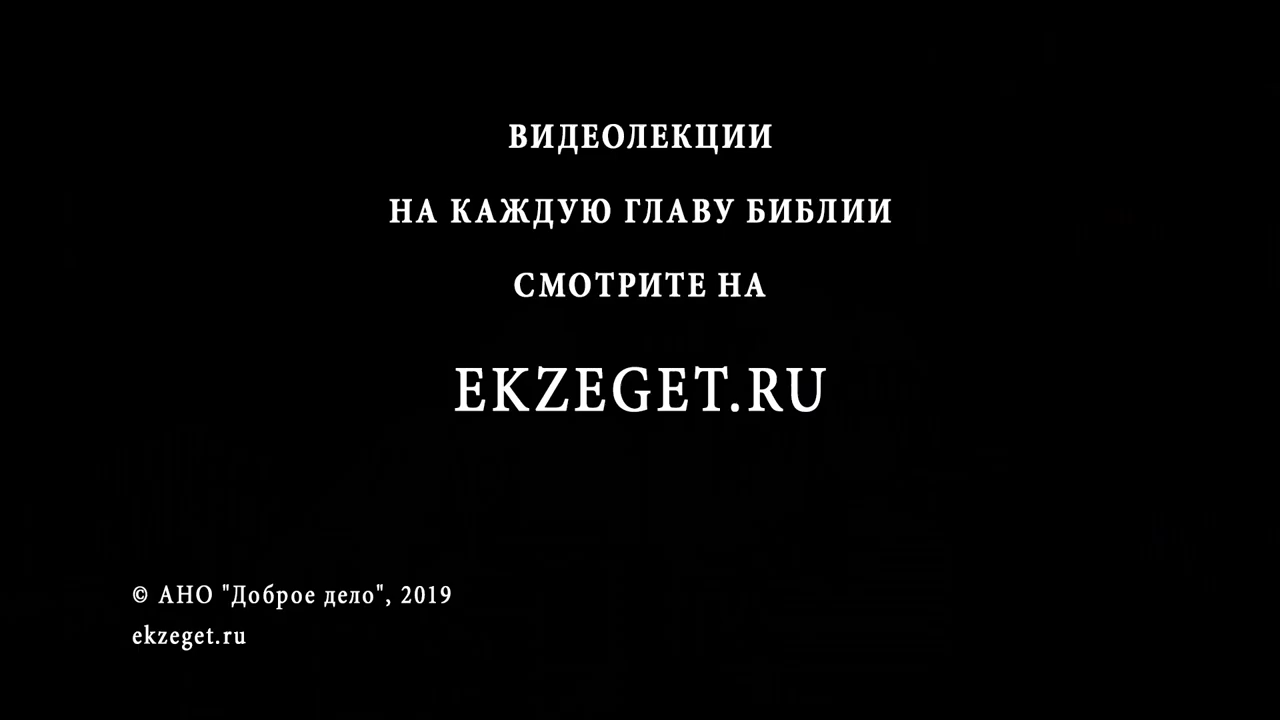 ВИДЕОЛЕКЦИИ
НА КАЖДУЮ ГЛАВУ БИБЛИИ
СМОТРИТЕ НА
EKZEGET.RU
© АНО "Доброе дело", 2019
ekzeget.ru